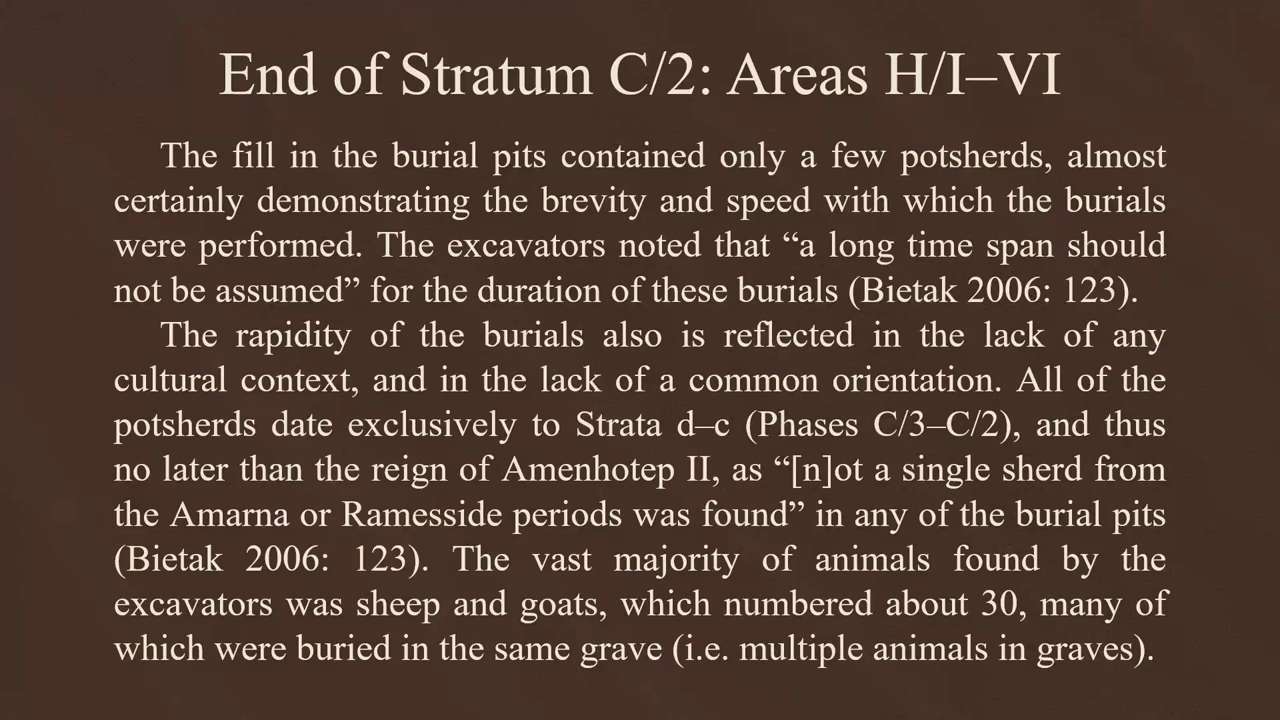 End of Stratum C/2: Areas H/I–VI
The fill in the burial pits contained only a few potsherds, almost
certainly demonstrating the brevity and speed with which the burials
were performed. The excavators noted that “a long time span should
not be assumed” for the duration of these burials (Bietak 2006: 123).
The rapidity of the burials also is reflected in the lack of any
cultural context, and in the lack of a common orientation. All of the
potsherds date exclusively to Strata d–c (Phases C/3–C/2), and thus
no later than the reign of Amenhotep II, as “[n]ot a single sherd from
the Amarna or Ramesside periods was found” in any of the burial pits
(Bietak 2006: 123). The vast majority of animals found by the
excavators was sheep and goats, which numbered about 30, many of
which were buried in the same grave (i.e. multiple animals in graves).